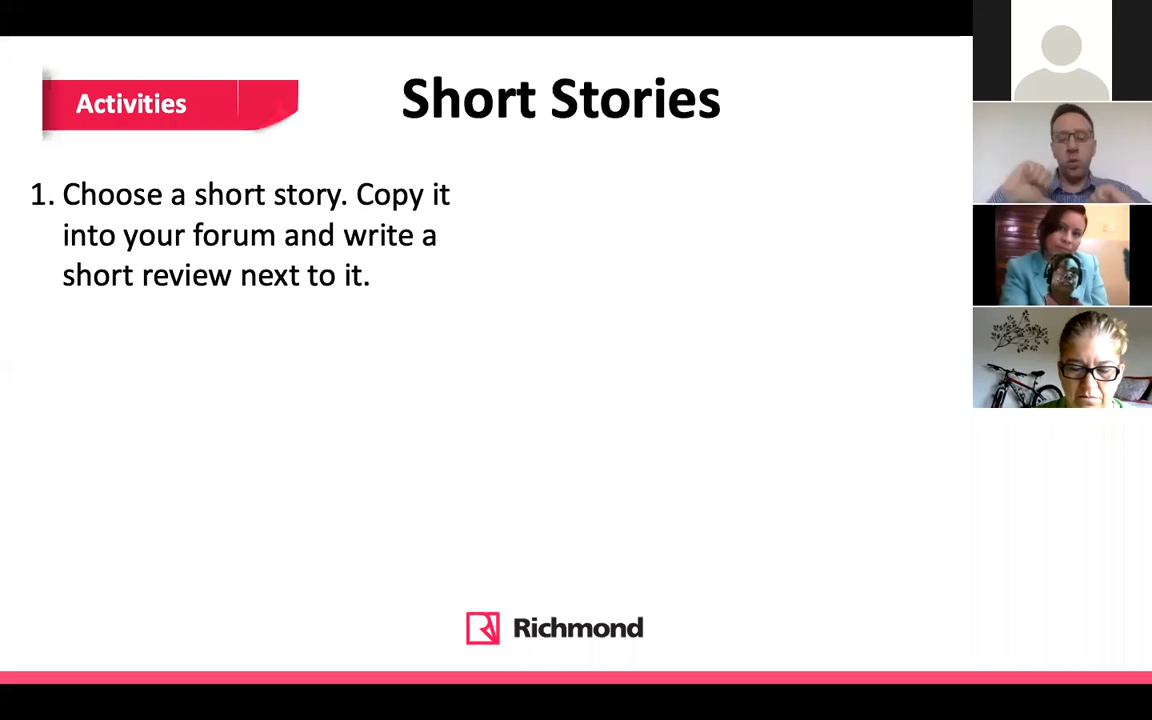 Activities
Short Stories
1. Choose a short story. Copy it
into your forum and write a
short review next to it.
Richmond